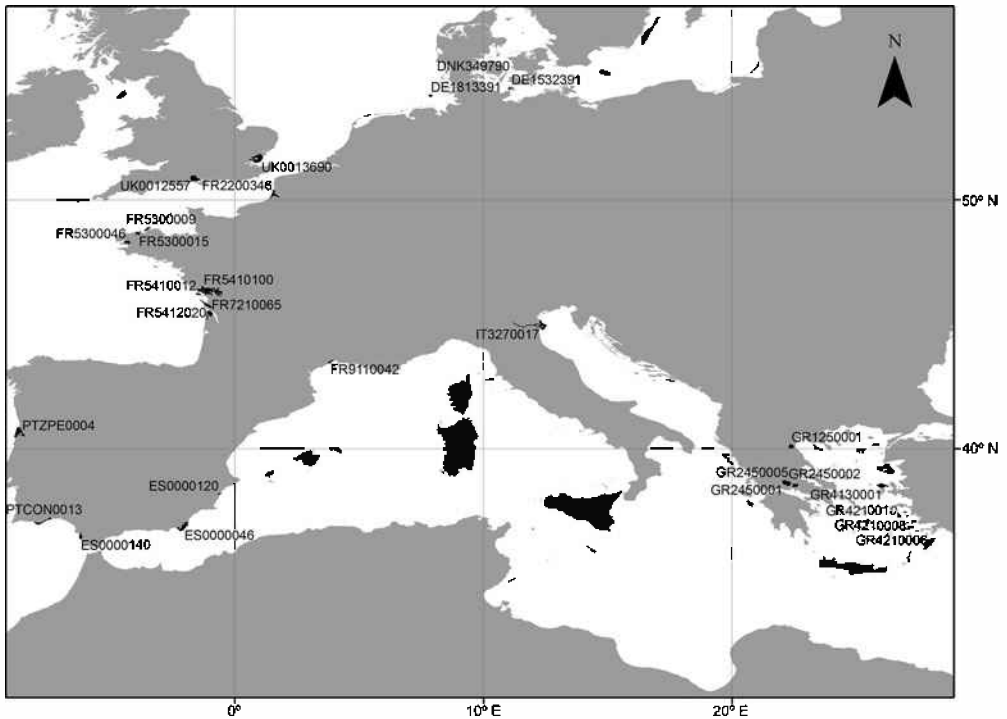 N
DNK349790
DE1532391
DE1813391
UK0013690
UK0012557
FR2200346
50° N
FR5300009
FR5300046
FR5300015
FR5410100
FR5410012
FR7210065
FR5412020
IT3270017
FR9110042
PTZPE0004
GR1250001
40° N
GR2450005
GR2450002
ES0000120
GR2450001
GR4130001
PTCON0013
GR4210010
ES0000046
GR4210008
ES0000140
GR4210006
0°
10° E
20° E